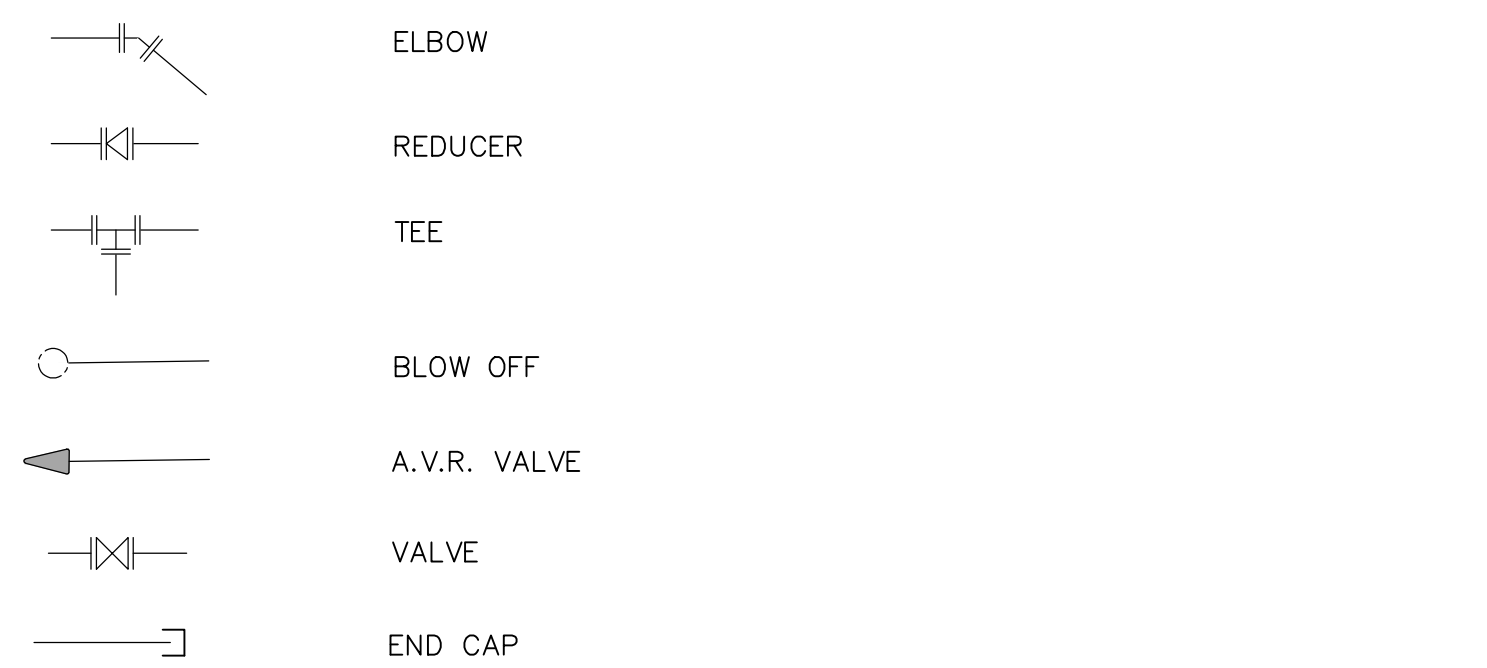 ELBOW
REDUCER
TEE
BLOW OFF
A.V.R. VALVE
VALVE
END CAP